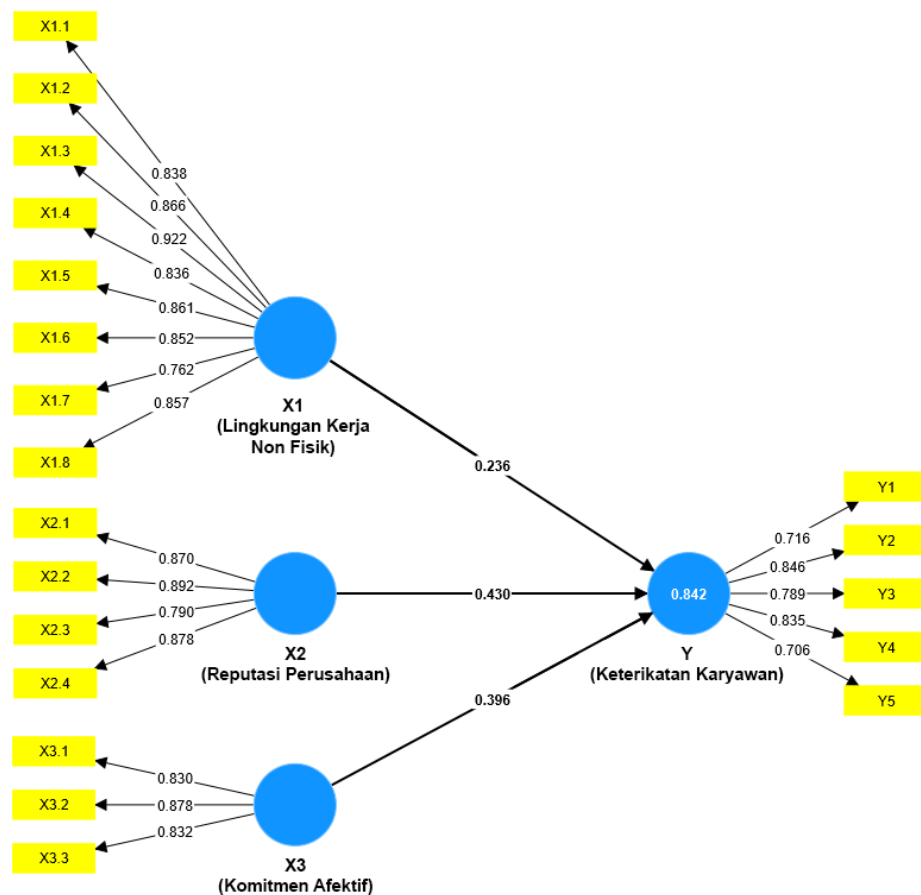 X1.1
X1.2
X1.3
X1.4
X1.5
X1.6
X1.7
X1.8
0.838
0.866
0.922
0.836
0.861
0.852
0.762
0.857
X1
(Lingkungan Kerja
Non Fisik)
0.236
X2.1
X2.2
X2.3
X2.4
0.870
0.892
0.790
0.878
X2
(Reputasi Perusahaan)
0.430
X3.1
X3.2
X3.3
0.830
0.878
0.832
X3
(Komitmen Afektif)
0.396
0.842
Y
(Keterikatan Karyawan)
0.716
0.846
0.789
0.835
0.706
Y1
Y2
Y3
Y4
Y5